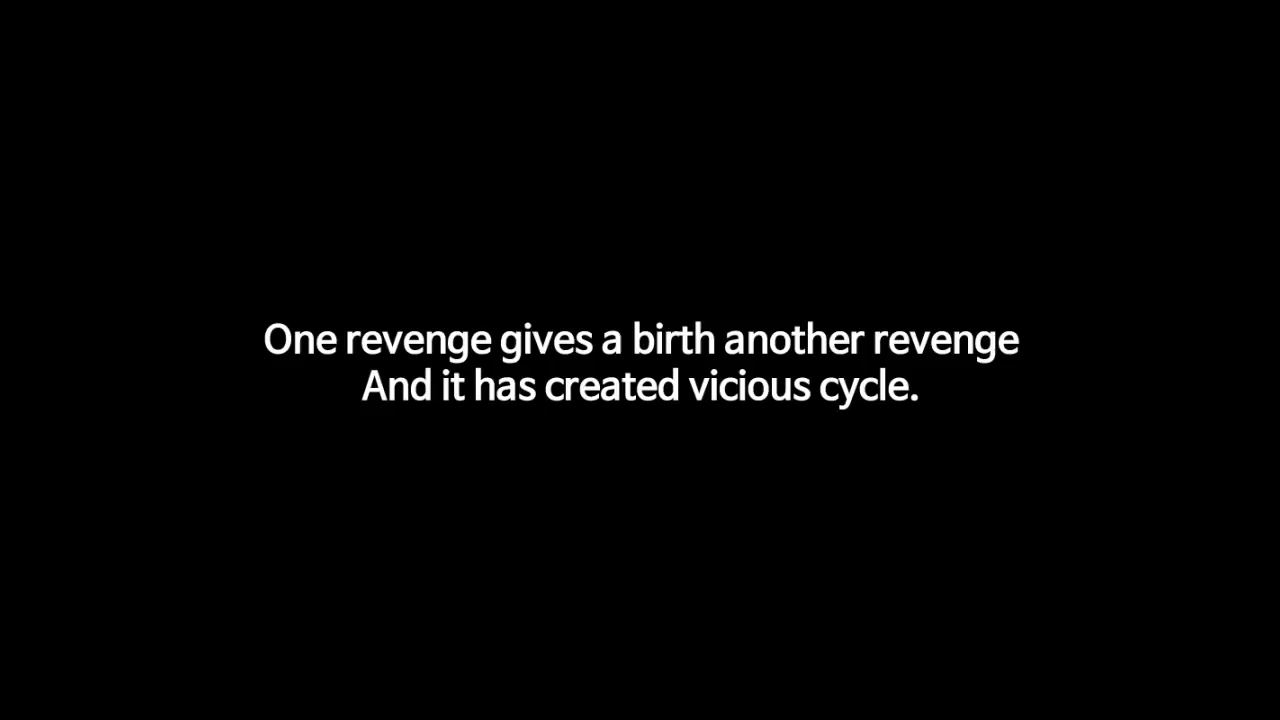 One revenge gives a birth another revenge
And it has created vicious cycle.